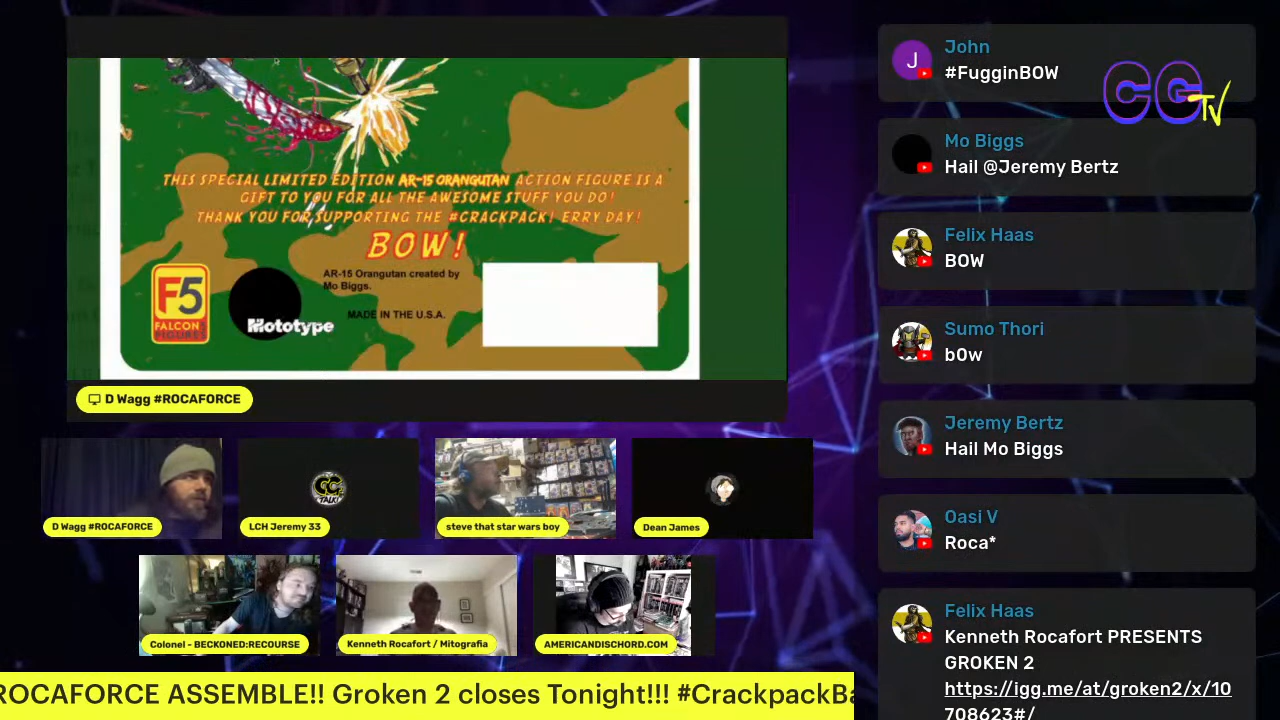 THIS SPECIAL LIMITED EDITION AR-15 ORANGUTAN ACTION FIGURE IS A
GIFT TO YOU FOR ALL THE AWESOME STUFF YOU DO!
THANK YOU FOR SUPPORTING THE #CRACKPACK! ERRY DAY!
BOW!
AR-15 Orangutan created by
Mo Biggs.
MADE IN THE U.S.A.
F5
FALCON
FIGURES
Mototype
D Wagg #ROCAFORCE
D Wagg #ROCAFORCE
CG
TALK!
LCH Jeremy 33
steve that star wars boy
Dean James
Colonel - BECKONED:RECOURSE
Kenneth Rocafort / Mitografia
AMERICANDISCHORD.COM
ROCAFORCE ASSEMBLE!! Groken 2 closes Tonight!!! #CrackpackBa
CGTV
J
John
#FugginBOW
Mo Biggs
Hail @Jeremy Bertz
Felix Haas
BOW
Sumo Thori
bOw
Jeremy Bertz
Hail Mo Biggs
Oasi V
Roca*
Felix Haas
Kenneth Rocafort PRESENTS
GROKEN 2
https://igg.me/at/groken2/x/10
708623#/